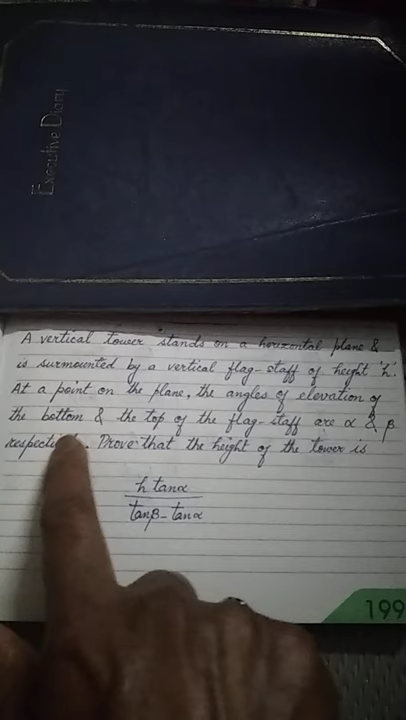 Executive Diary
A vertical tower stands on a horizontal plane &
is surmounted by a vertical flag-staff of height 'h'.
At a point on the plane, the angles of elevation of
the bottom & the top of the flag-staff are α & β
Prove that the height of the tower is
h tanα
tanβ - tanα
199